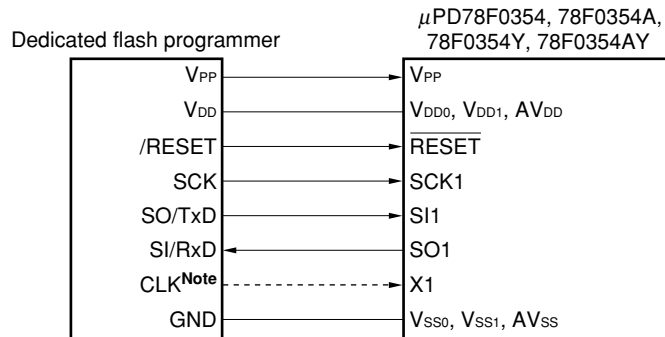 μPD78F0354, 78F0354A,
Dedicated flash programmer
78F0354Y, 78F0354AY
VPP VPP
VDD VDD0, VDD1, AVDD
/RESET RESET
SCK SCK1
SO/TxD SI1
SI/RxD SO1
CLKNote X1
GND VSS0, VSS1, AVSS